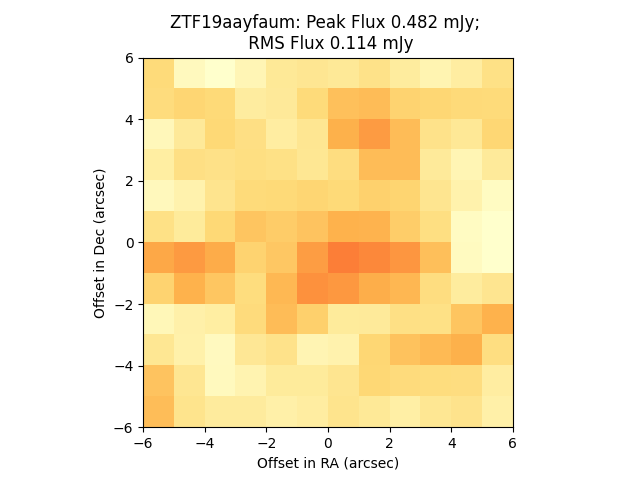 ZTF19aayfaum: Peak Flux 0.482 mJy;
RMS Flux 0.114 mJy
6
4
2
0
−2
−4
−6
Offset in Dec (arcsec)
−6 −4 −2 0 2 4 6
Offset in RA (arcsec)